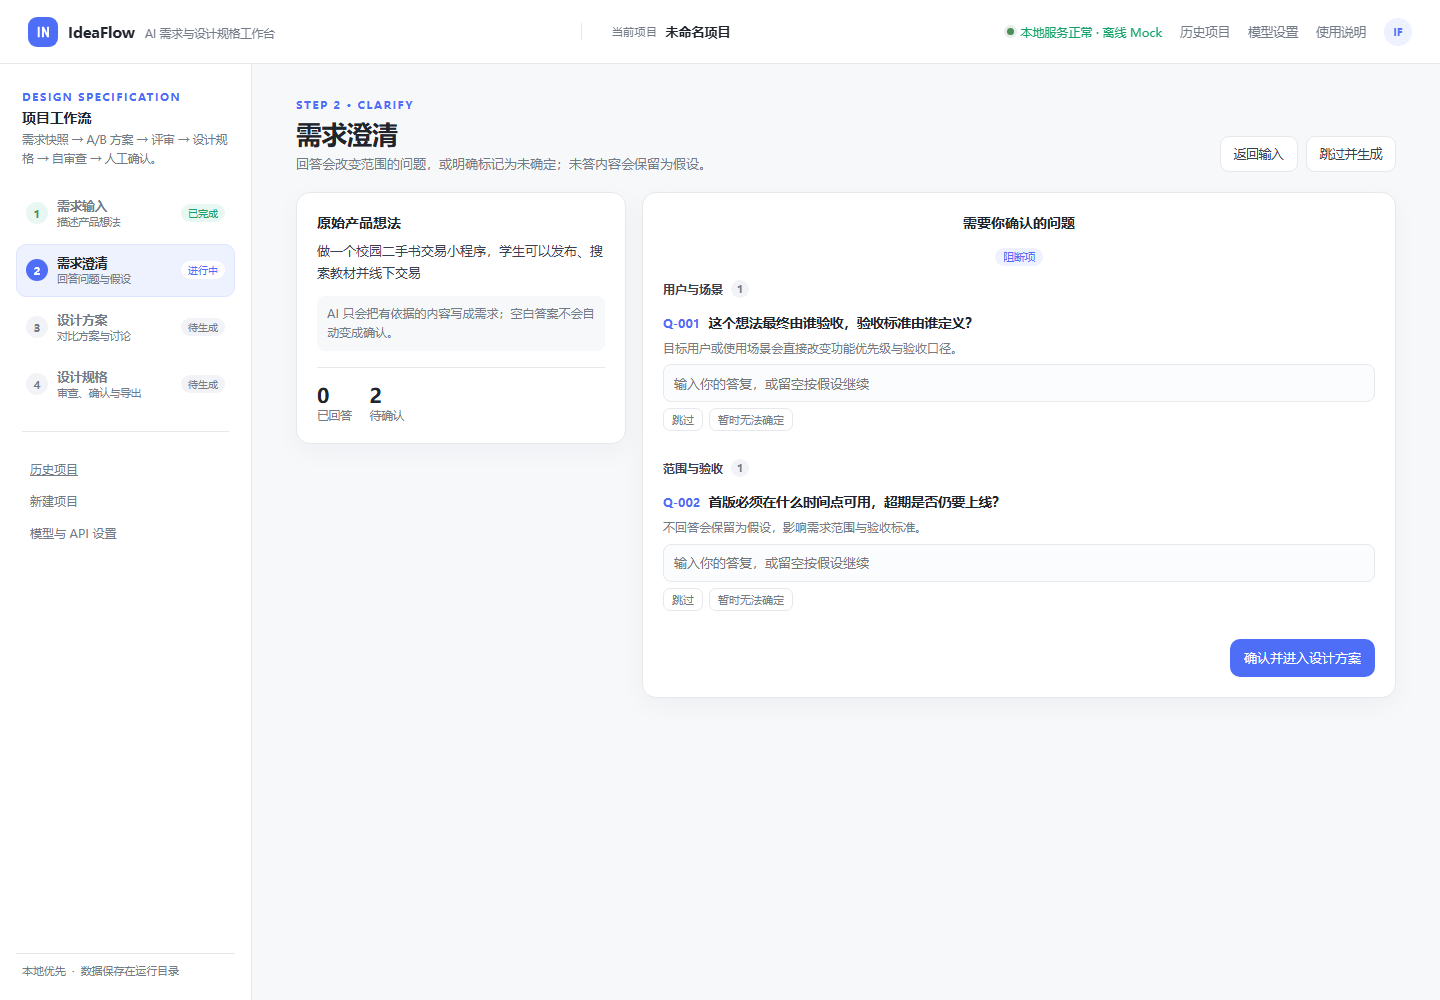 IN IdeaFlow AI 需求与设计规格工作台
当前项目 未命名项目
本地服务正常 · 离线 Mock 历史项目 模型设置 使用说明 IF
DESIGN SPECIFICATION
项目工作流
需求快照 → A/B 方案 → 评审 → 设计规
格 → 自审查 → 人工确认。
1 需求输入 已完成
描述产品想法
2 需求澄清 进行中
回答问题与假设
3 设计方案 待生成
对比方案与讨论
4 设计规格 待生成
审查、确认与导出
历史项目
新建项目
模型与 API 设置
本地优先 · 数据保存在运行目录
STEP 2 • CLARIFY
需求澄清
回答会改变范围的问题，或明确标记为未确定；未答内容会保留为假设。
返回输入 跳过并生成
原始产品想法
做一个校园二手书交易小程序，学生可以发布、搜
索教材并线下交易
AI 只会把有依据的内容写成需求；空白答案不会自
动变成确认。
0 2
已回答 待确认
需要你确认的问题
阻断项
用户与场景 1
Q-001 这个想法最终由谁验收，验收标准由谁定义？
目标用户或使用场景会直接改变功能优先级与验收口径。
输入你的答复，或留空按假设继续
跳过 暂时无法确定
范围与验收 1
Q-002 首版必须在什么时间点可用，超期是否仍要上线？
不回答会保留为假设，影响需求范围与验收标准。
输入你的答复，或留空按假设继续
跳过 暂时无法确定
确认并进入设计方案